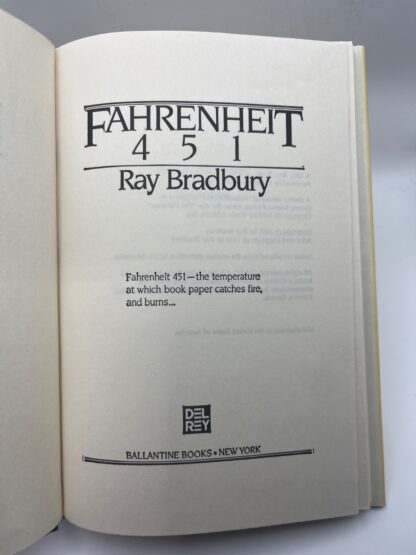 FAHRENHEIT
451
Ray Bradbury
Fahrenheit 451—the temperature
at which book paper catches fire,
and burns....
DEL
REY
BALLANTINE BOOKS • NEW YORK